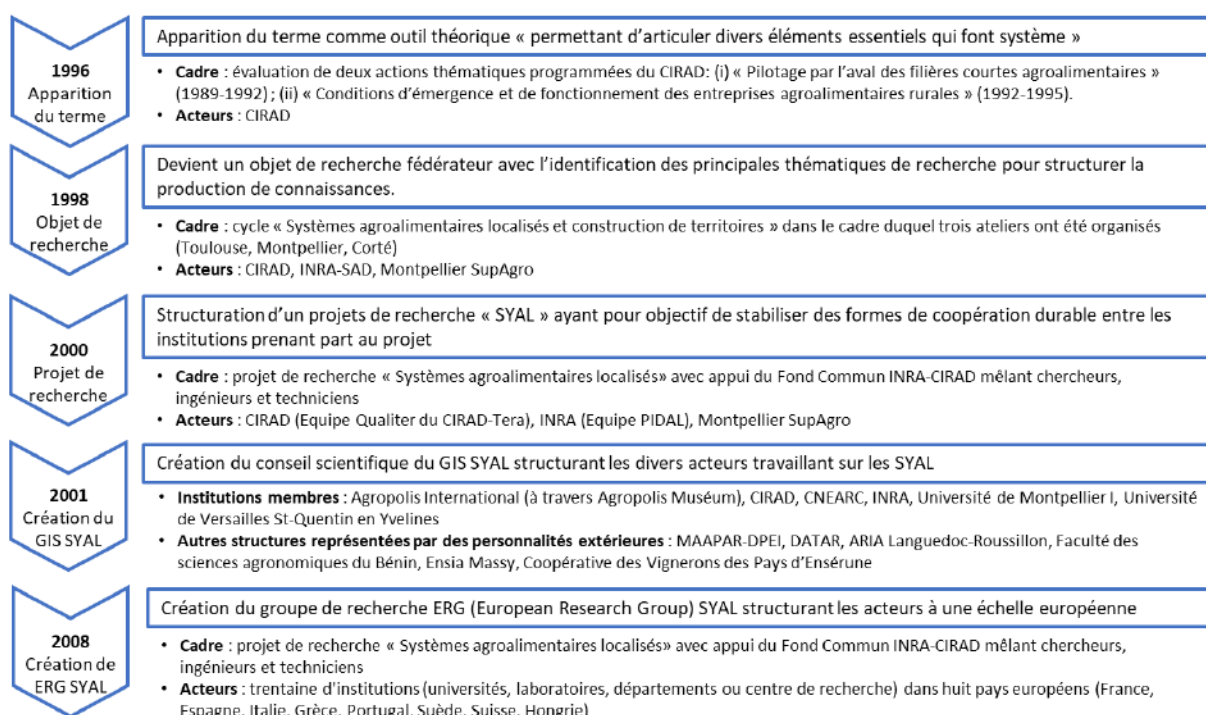 Apparition du terme comme outil théorique « permettant d'articuler divers éléments essentiels qui font système »
1996
Apparition
du terme
• Cadre : évaluation de deux actions thématiques programmées du CIRAD: (i) « Pilotage par l'aval des filières courtes agroalimentaires »
(1989-1992) ; (ii) « Conditions d'émergence et de fonctionnement des entreprises agroalimentaires rurales » (1992-1995).
• Acteurs : CIRAD
Devient un objet de recherche fédérateur avec l'identification des principales thématiques de recherche pour structurer la
production de connaissances.
1998
Objet de
recherche
• Cadre : cycle « Systèmes agroalimentaires localisés et construction de territoires » dans le cadre duquel trois ateliers ont été organisés
(Toulouse, Montpellier, Corté)
• Acteurs : CIRAD, INRA-SAD, Montpellier SupAgro
Structuration d'un projets de recherche « SYAL » ayant pour objectif de stabiliser des formes de coopération durable entre les
institutions prenant part au projet
2000
Projet de
recherche
• Cadre : projet de recherche « Systèmes agroalimentaires localisés» avec appui du Fond Commun INRA-CIRAD mêlant chercheurs,
ingénieurs et techniciens
• Acteurs : CIRAD (Equipe Qualiter du CIRAD-Tera), INRA (Equipe PIDAL), Montpellier SupAgro
Création du conseil scientifique du GIS SYAL structurant les divers acteurs travaillant sur les SYAL
2001
Création du
GIS SYAL
• Institutions membres : Agropolis International (à travers Agropolis Muséum), CIRAD, CNEARC, INRA, Université de Montpellier I, Université
de Versailles St-Quentin en Yvelines
• Autres structures représentées par des personnalités extérieures : MAAPAR-DPEI, DATAR, ARIA Languedoc-Roussillon, Faculté des
sciences agronomiques du Bénin, Ensia Massy, Coopérative des Vignerons des Pays d'Ensérune
Création du groupe de recherche ERG (European Research Group) SYAL structurant les acteurs à une échelle européenne
2008
Création de
ERG SYAL
• Cadre : projet de recherche « Systèmes agroalimentaires localisés» avec appui du Fond Commun INRA-CIRAD mêlant chercheurs,
ingénieurs et techniciens
• Acteurs : trentaine d'institutions (universités, laboratoires, départements ou centre de recherche) dans huit pays européens (France,
Espagne, Italie, Grèce, Portugal, Suède, Suisse, Hongrie)